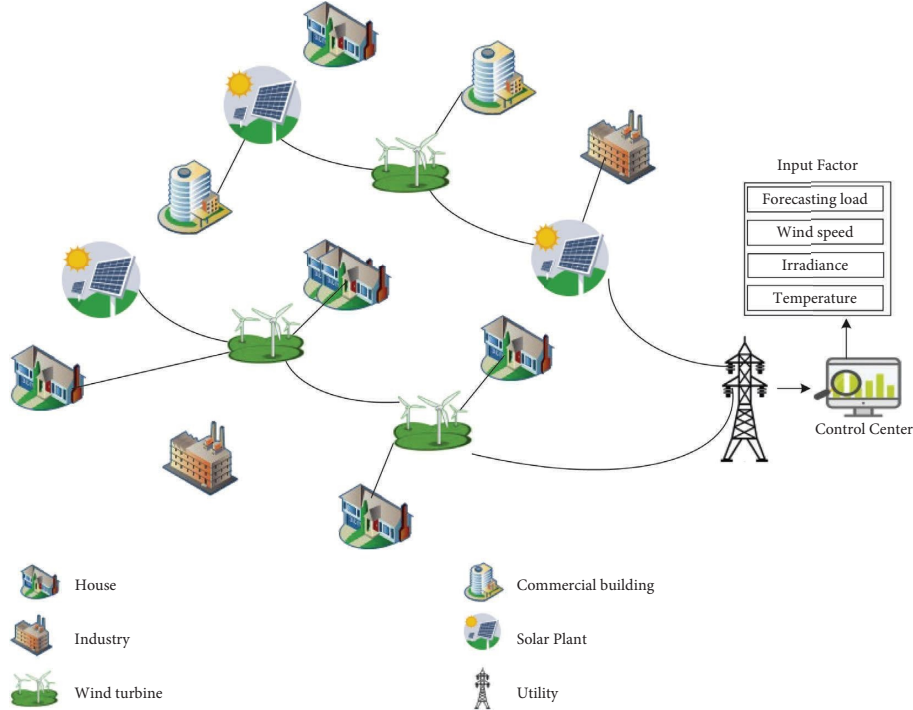 Input Factor
Forecasting load
Wind speed
Irradiance
Temperature
Control Center
House
Commercial building
Industry
Solar Plant
Wind turbine
Utility